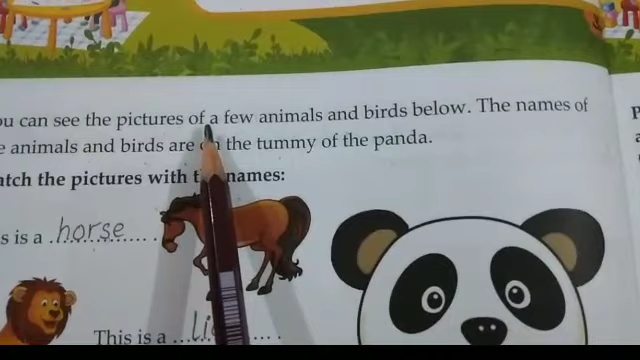 ou can see the pictures of a few animals and birds below. The names of
e animals and birds are on the tummy of the panda.
atch the pictures with names:
s is a horse
This is a